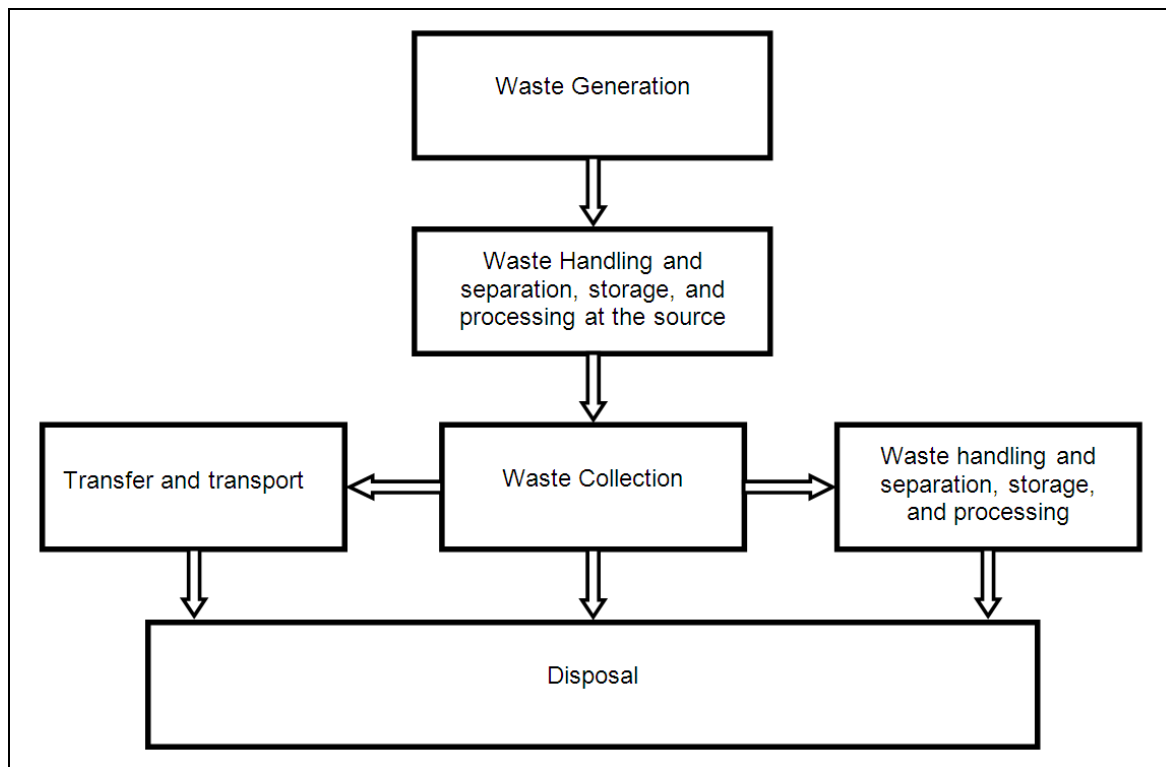 Waste Generation
Waste Handling and
separation, storage, and
processing at the source
Transfer and transport
Waste Collection
Waste handling and
separation, storage,
and processing
Disposal